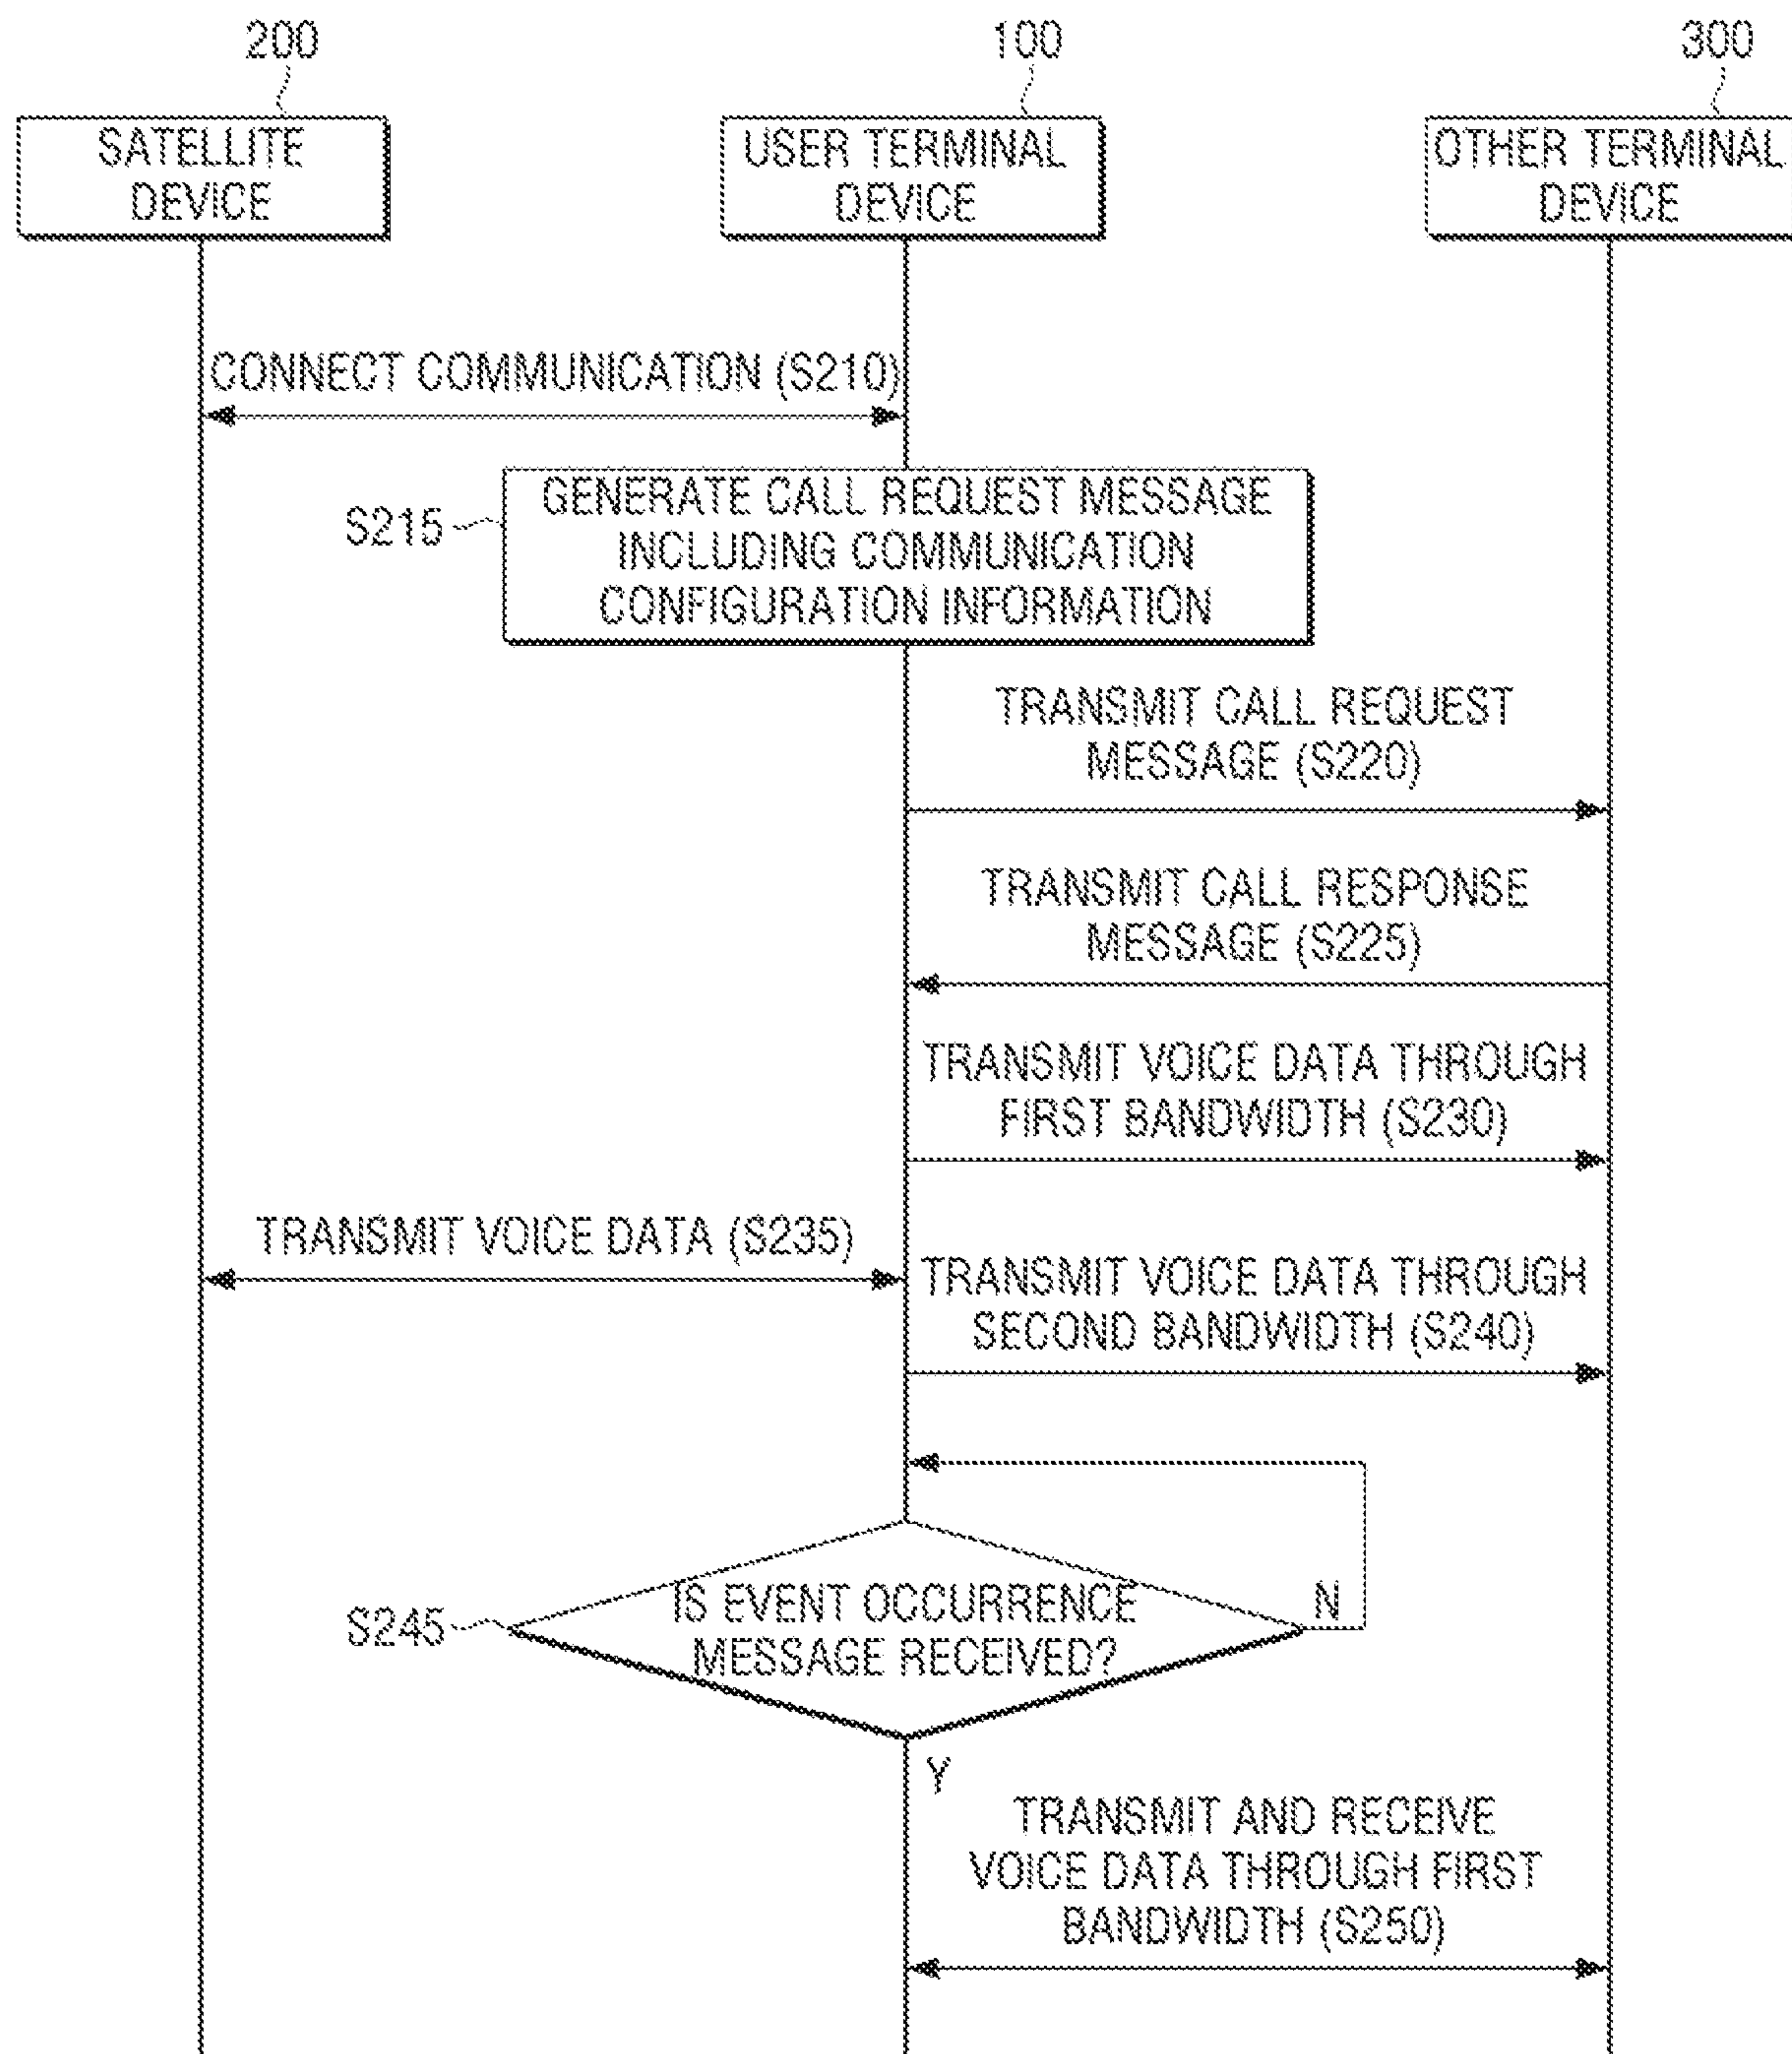 200
100
300
SATELLITE
DEVICE
USER TERMINAL
DEVICE
OTHER TERMINAL
DEVICE
CONNECT COMMUNICATION (S210)
S215
GENERATE CALL REQUEST MESSAGE
INCLUDING COMMUNICATION
CONFIGURATION INFORMATION
TRANSMIT CALL REQUEST
MESSAGE (S220)
TRANSMIT CALL RESPONSE
MESSAGE (S225)
TRANSMIT VOICE DATA THROUGH
FIRST BANDWIDTH (S230)
TRANSMIT VOICE DATA (S235)
TRANSMIT VOICE DATA THROUGH
SECOND BANDWIDTH (S240)
S245
IS EVENT OCCURRENCE
MESSAGE RECEIVED?
N
Y
TRANSMIT AND RECEIVE
VOICE DATA THROUGH FIRST
BANDWIDTH (S250)